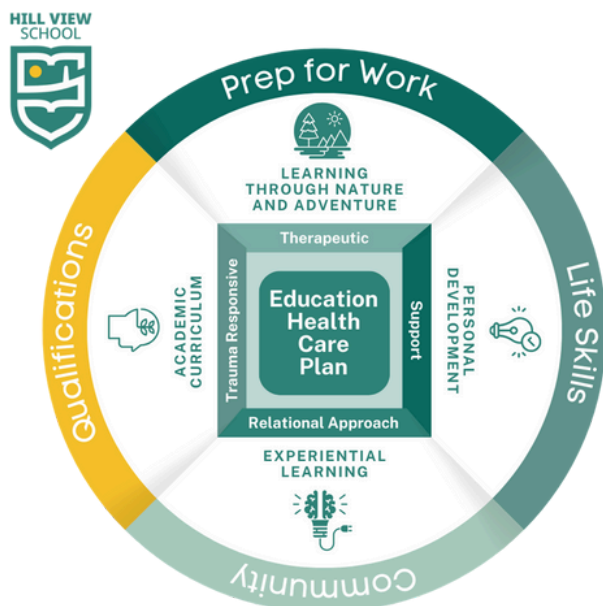 HILL VIEW
SCHOOL
Prep for Work
LEARNING
THROUGH NATURE
AND ADVENTURE
Qualifications
ACADEMIC
CURRICULUM
Trauma Responsive
Therapeutic
Education
Health
Care
Plan
Support
PERSONAL
DEVELOPMENT
Life Skills
Relational Approach
EXPERIENTIAL
LEARNING
Community